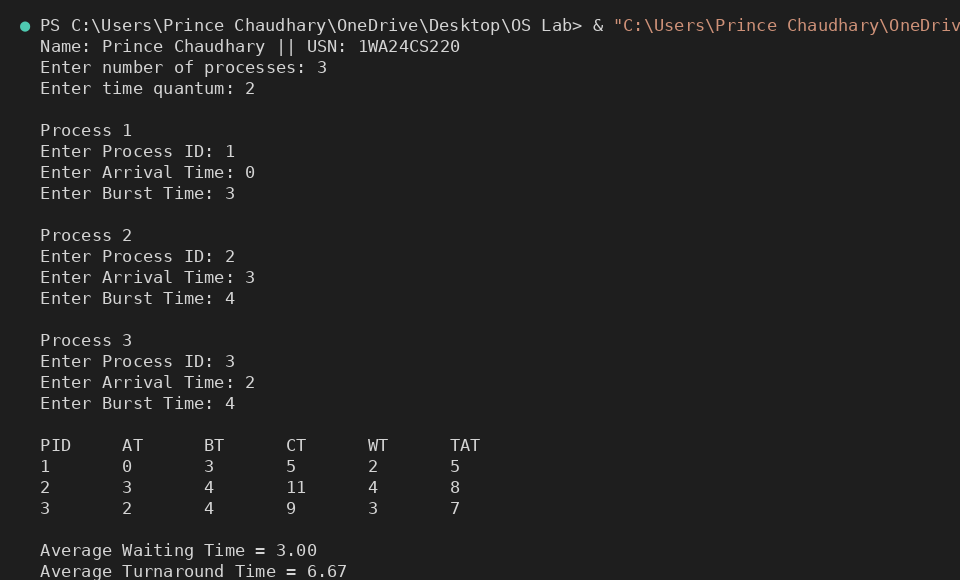 PS C:\Users\Prince Chaudhary\OneDrive\Desktop\OS Lab> & "C:\Users\Prince Chaudhary\OneDriv
Name: Prince Chaudhary || USN: 1WA24CS220
Enter number of processes: 3
Enter time quantum: 2
Process 1
Enter Process ID: 1
Enter Arrival Time: 0
Enter Burst Time: 3
Process 2
Enter Process ID: 2
Enter Arrival Time: 3
Enter Burst Time: 4
Process 3
Enter Process ID: 3
Enter Arrival Time: 2
Enter Burst Time: 4
PID AT BT CT WT TAT
1 0 3 5 2 5
2 3 4 11 4 8
3 2 4 9 3 7
Average Waiting Time = 3.00
Average Turnaround Time = 6.67